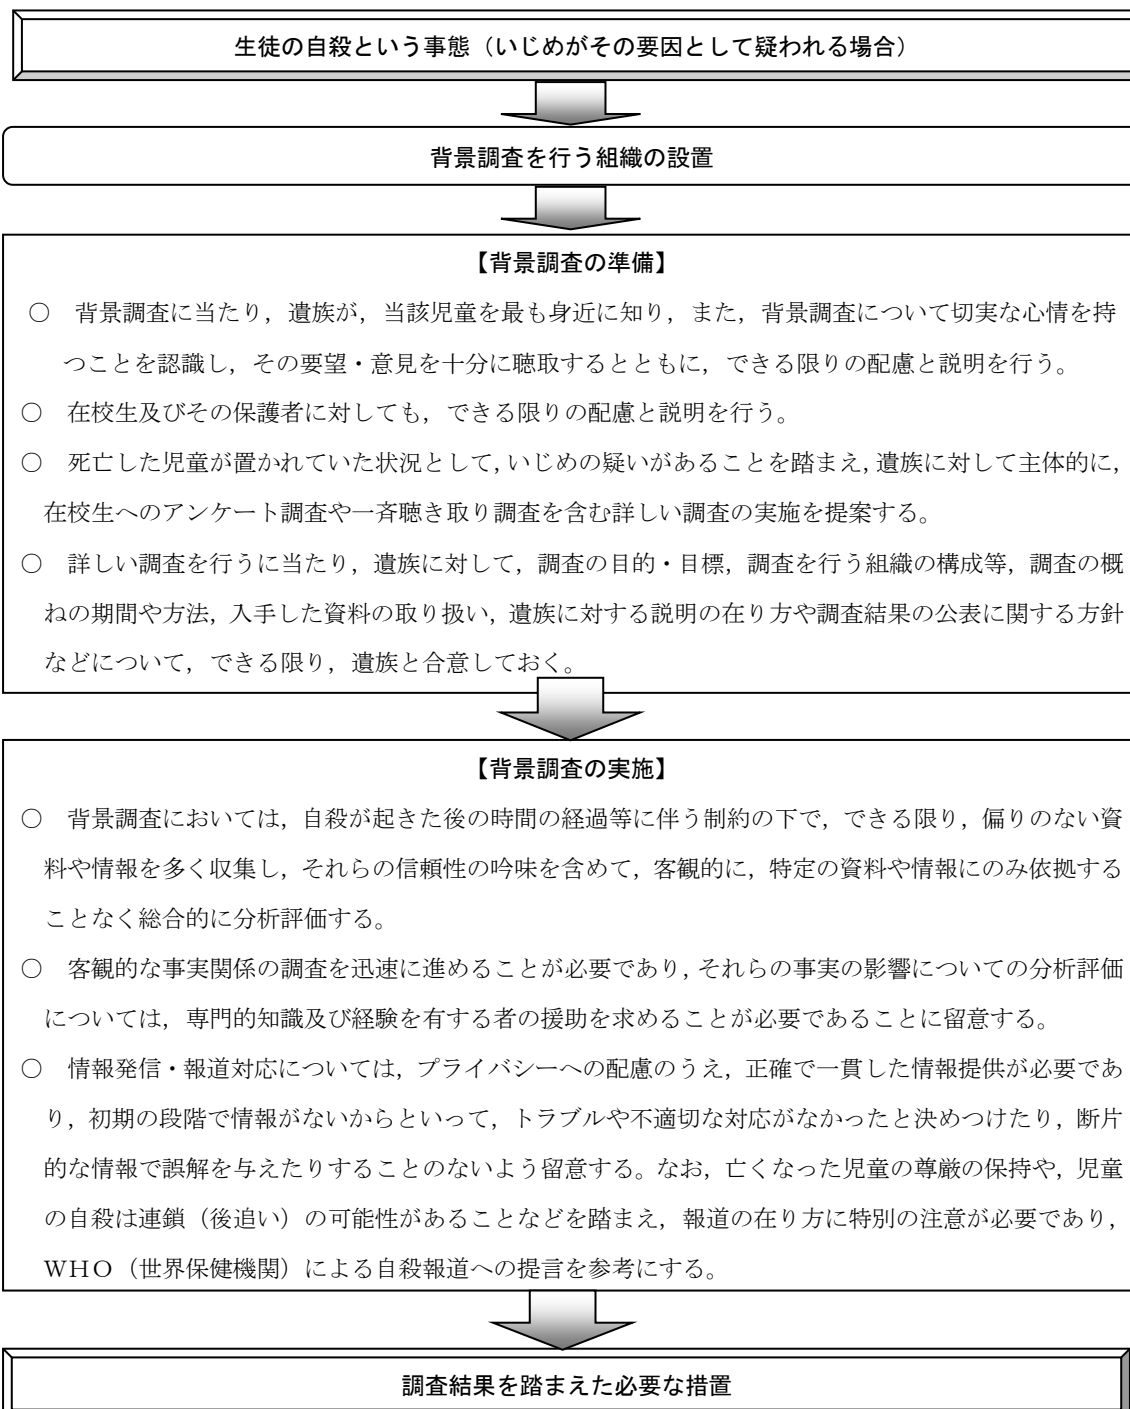 生徒の自殺という事態（いじめがその要因として疑われる場合）
背景調査を行う組織の設置
【背景調査の準備】
○　背景調査に当たり，遺族が，当該児童を最も身近に知り，また，背景調査について切実な心情を持
つことを認識し，その要望・意見を十分に聴取するとともに，できる限りの配慮と説明を行う。
○　在校生及びその保護者に対しても，できる限りの配慮と説明を行う。
○　死亡した児童が置かれていた状況として，いじめの疑いがあることを踏まえ，遺族に対して主体的に，
在校生へのアンケート調査や一斉聴き取り調査を含む詳しい調査の実施を提案する。
○　詳しい調査を行うに当たり，遺族に対して，調査の目的・目標，調査を行う組織の構成等，調査の概
ねの期間や方法，入手した資料の取り扱い，遺族に対する説明の在り方や調査結果の公表に関する方針
などについて，できる限り，遺族と合意しておく。
【背景調査の実施】
○　背景調査においては，自殺が起きた後の時間の経過等に伴う制約の下で，できる限り，偏りのない資
料や情報を多く収集し，それらの信頼性の吟味を含めて，客観的に，特定の資料や情報にのみ依拠する
ことなく総合的に分析評価する。
○　客観的な事実関係の調査を迅速に進めることが必要であり，それらの事実の影響についての分析評価
については，専門的知識及び経験を有する者の援助を求めることが必要であることに留意する。
○　情報発信・報道対応については，プライバシーへの配慮のうえ，正確で一貫した情報提供が必要であ
り，初期の段階で情報がないからといって，トラブルや不適切な対応がなかったと決めつけたり，断片
的な情報で誤解を与えたりすることのないよう留意する。なお，亡くなった児童の尊厳の保持や，児童
の自殺は連鎖（後追い）の可能性があることなどを踏まえ，報道の在り方に特別の注意が必要であり，
ＷＨＯ（世界保健機関）による自殺報道への提言を参考にする。
調査結果を踏まえた必要な措置